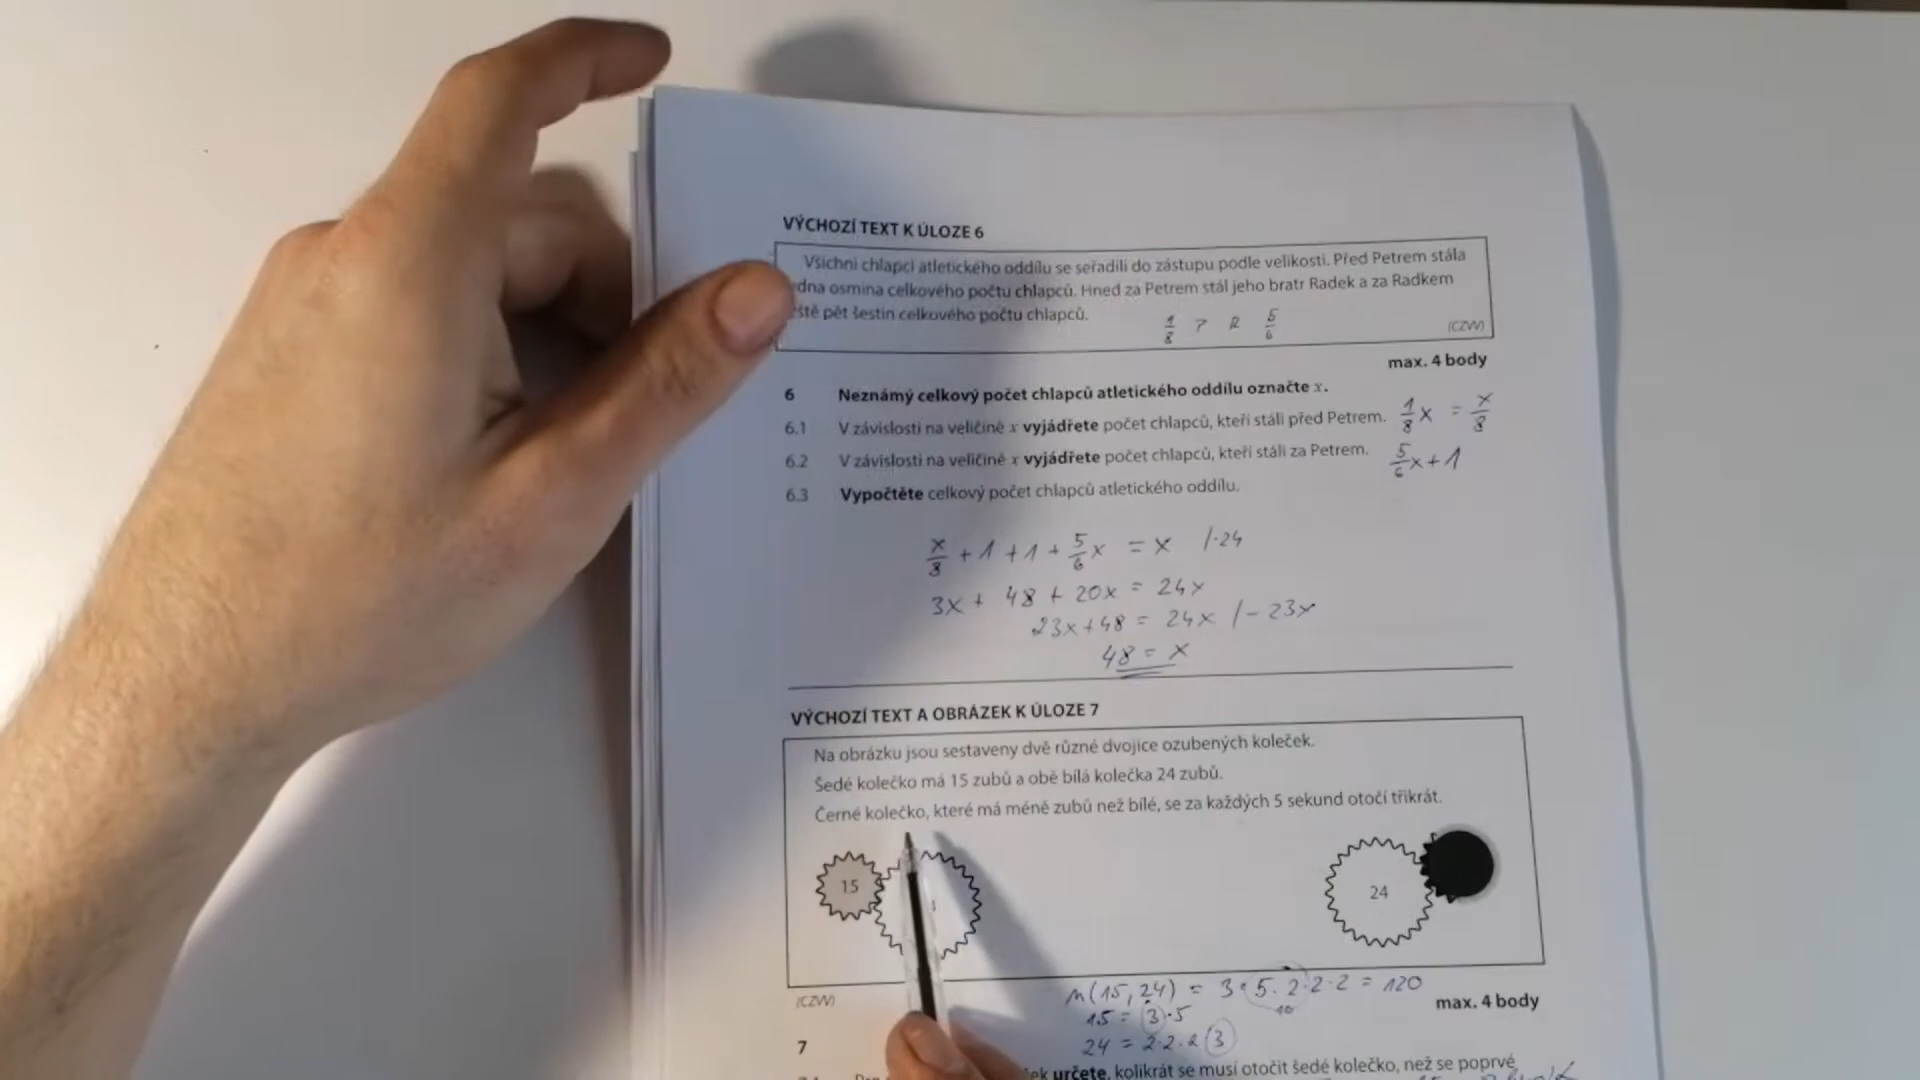 VÝCHOZÍ TEXT K ÚLOZE 6
Všichni chlapci atletického oddílu se seřadili do zástupu podle velikosti. Před Petrem stála
dna osmina celkového počtu chlapců. Hned za Petrem stál jeho bratr Radek a za Radkem
ště pět šestin celkového počtu chlapců.
1/8 P R 5/6
(CZVV)
max. 4 body
6 Neznámý celkový počet chlapců atletického oddílu označte x.
6.1 V závislosti na veličině x vyjádřete počet chlapců, kteří stáli před Petrem. 1/8 x = x/8
6.2 V závislosti na veličině x vyjádřete počet chlapců, kteří stáli za Petrem. 5/6 x + 1
6.3 Vypočtěte celkový počet chlapců atletického oddílu.
x/8 + 1 + 1 + 5/6 x = x /·24
3x + 48 + 20x = 24x
23x + 48 = 24x /- 23x
48 = x
VÝCHOZÍ TEXT A OBRÁZEK K ÚLOZE 7
Na obrázku jsou sestaveny dvě různé dvojice ozubených koleček.
Šedé kolečko má 15 zubů a obě bílá kolečka 24 zubů.
Černé kolečko, které má méně zubů než bílé, se za každých 5 sekund otočí třikrát.
15
24
n(15, 24) = 3·5·2·2·2 = 120
10
(CZVV)
max. 4 body
15 = 3·5
24 = 2·2·2·3
7
ek určete, kolikrát se musí otočit šedé kolečko, než se poprvé